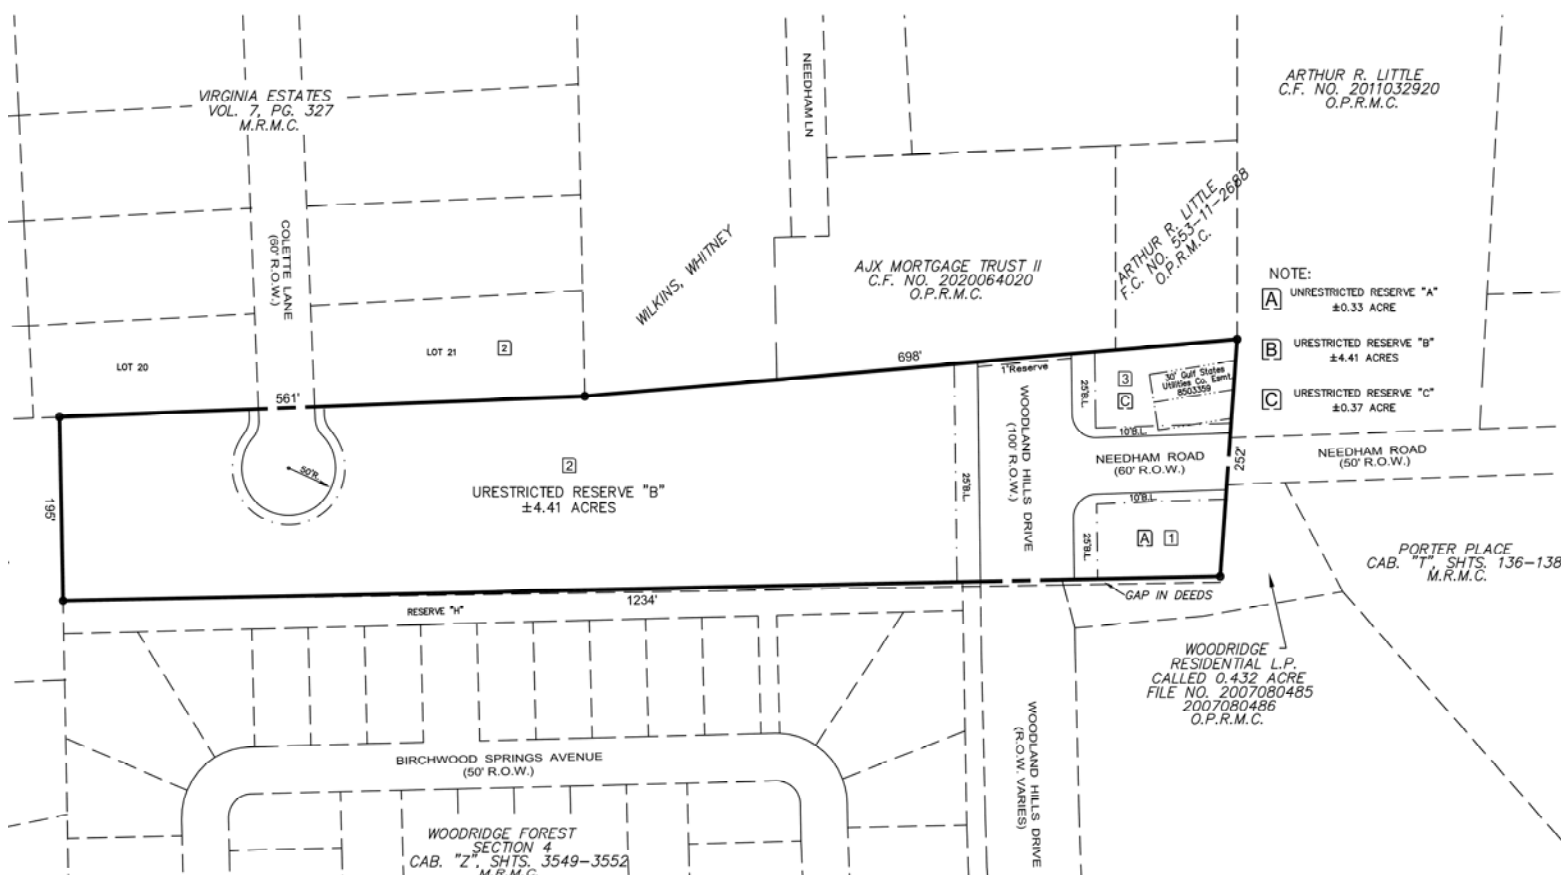 VIRGINIA ESTATES
VOL. 7, PG. 327
M.R.M.C.
NEEDHAM LN
ARTHUR R. LITTLE
C.F. NO. 2011032920
O.P.R.M.C.
COLETTE LANE
(60' R.O.W.)
WILKINS, WHITNEY
AJX MORTGAGE TRUST II
C.F. NO. 2020064020
O.P.R.M.C.
ARTHUR R. LITTLE
F.C. NO. 553-11-2688
O.P.R.M.C.
NOTE:
A UNRESTRICTED RESERVE "A"
±0.33 ACRE
B URESTRICTED RESERVE "B"
±4.41 ACRES
C URESTRICTED RESERVE "C"
±0.37 ACRE
LOT 20
LOT 21
2
561'
698'
1'Reserve
25'B.L.
3
C
30' Gulf States
Utilities Co. Esmt.
8503359
10'B.L.
WOODLAND HILLS DRIVE
(100' R.O.W.)
NEEDHAM ROAD
(60' R.O.W.)
252'
NEEDHAM ROAD
(50' R.O.W.)
50'R.
2
URESTRICTED RESERVE "B"
±4.41 ACRES
195'
25'B.L.
10'B.L.
25'B.L.
A 1
PORTER PLACE
CAB. "T", SHTS. 136-138
M.R.M.C.
GAP IN DEEDS
1234'
RESERVE "H"
WOODRIDGE
RESIDENTIAL L.P.
CALLED 0.432 ACRE
FILE NO. 2007080485
2007080486
O.P.R.M.C.
BIRCHWOOD SPRINGS AVENUE
(50' R.O.W.)
WOODLAND HILLS DRIVE
(R.O.W. VARIES)
WOODRIDGE FOREST
SECTION 4
CAB. "Z", SHTS. 3549-3552
M.R.M.C.